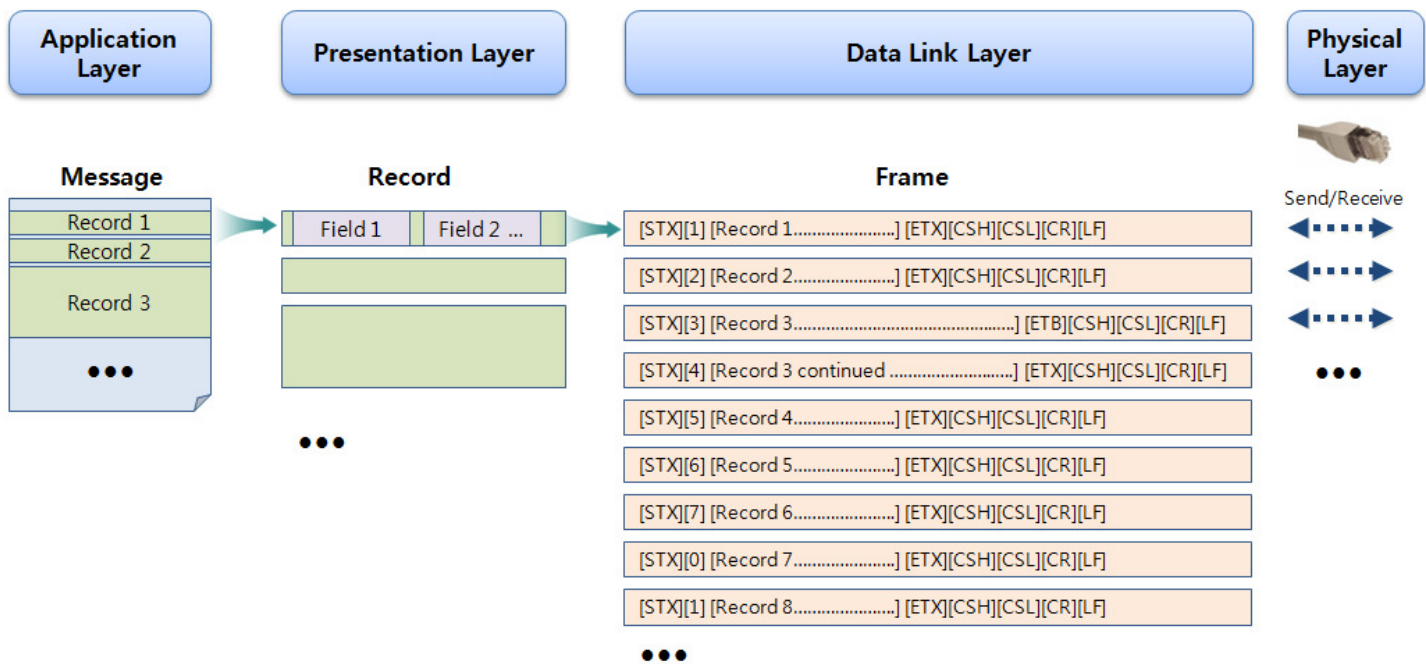 Application
Layer
Presentation Layer
Data Link Layer
Physical
Layer
Message
Record
Frame
Send/Receive
Record 1
Record 2
Record 3
•••
Field 1
Field 2 ...
•••
[STX][1] [Record 1.......................] [ETX][CSH][CSL][CR][LF]
[STX][2] [Record 2.......................] [ETX][CSH][CSL][CR][LF]
[STX][3] [Record 3..................................................] [ETB][CSH][CSL][CR][LF]
[STX][4] [Record 3 continued ............................] [ETX][CSH][CSL][CR][LF]
[STX][5] [Record 4.......................] [ETX][CSH][CSL][CR][LF]
[STX][6] [Record 5.......................] [ETX][CSH][CSL][CR][LF]
[STX][7] [Record 6.......................] [ETX][CSH][CSL][CR][LF]
[STX][0] [Record 7.......................] [ETX][CSH][CSL][CR][LF]
[STX][1] [Record 8.......................] [ETX][CSH][CSL][CR][LF]
•••
•••